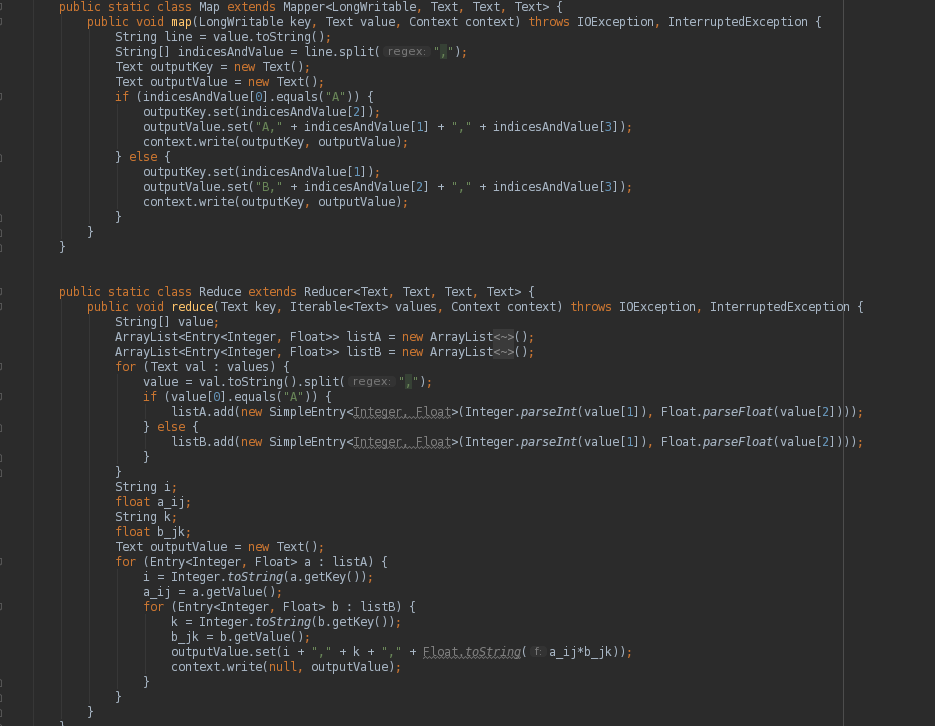 public static class Map extends Mapper<LongWritable, Text, Text, Text> {
public void map(LongWritable key, Text value, Context context) throws IOException, InterruptedException {
String line = value.toString();
String[] indicesAndValue = line.split( regex: ",");
Text outputKey = new Text();
Text outputValue = new Text();
if (indicesAndValue[0].equals("A")) {
outputKey.set(indicesAndValue[2]);
outputValue.set("A," + indicesAndValue[1] + "," + indicesAndValue[3]);
context.write(outputKey, outputValue);
} else {
outputKey.set(indicesAndValue[1]);
outputValue.set("B," + indicesAndValue[2] + "," + indicesAndValue[3]);
context.write(outputKey, outputValue);
}
}
}
public static class Reduce extends Reducer<Text, Text, Text, Text> {
public void reduce(Text key, Iterable<Text> values, Context context) throws IOException, InterruptedException {
String[] value;
ArrayList<Entry<Integer, Float>> listA = new ArrayList<~>();
ArrayList<Entry<Integer, Float>> listB = new ArrayList<~>();
for (Text val : values) {
value = val.toString().split( regex: ",");
if (value[0].equals("A")) {
listA.add(new SimpleEntry<Integer, Float>(Integer.parseInt(value[1]), Float.parseFloat(value[2])));
} else {
listB.add(new SimpleEntry<Integer, Float>(Integer.parseInt(value[1]), Float.parseFloat(value[2])));
}
}
String i;
float a_ij;
String k;
float b_jk;
Text outputValue = new Text();
for (Entry<Integer, Float> a : listA) {
i = Integer.toString(a.getKey());
a_ij = a.getValue();
for (Entry<Integer, Float> b : listB) {
k = Integer.toString(b.getKey());
b_jk = b.getValue();
outputValue.set(i + "," + k + "," + Float.toString( f: a_ij*b_jk));
context.write(null, outputValue);
}
}
}
}